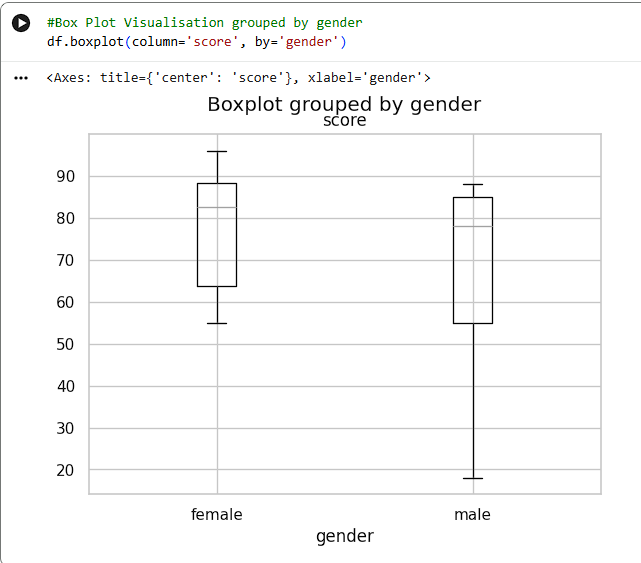 #Box Plot Visualisation grouped by gender
df.boxplot(column='score', by='gender')
<Axes: title={'center': 'score'}, xlabel='gender'>
Boxplot grouped by gender
score
90
80
70
60
50
40
30
20
female male
gender